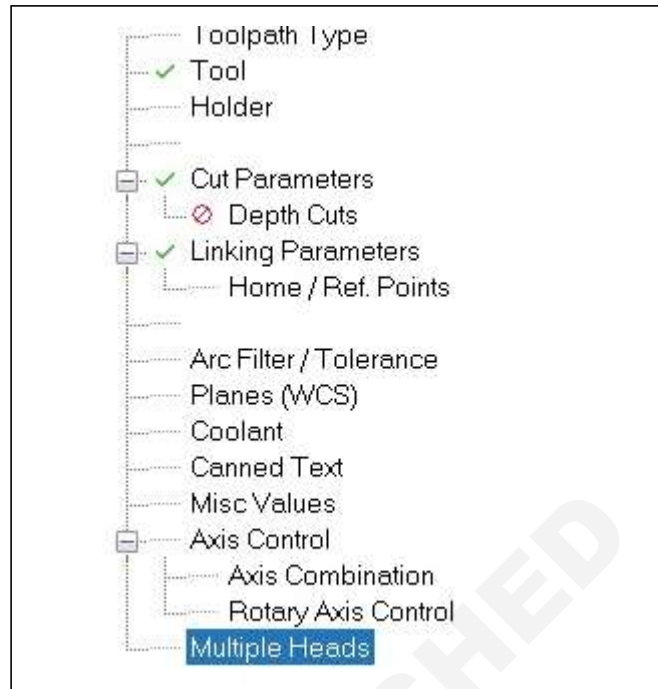 Toolpath Type
Tool
Holder
Cut Parameters
Depth Cuts
Linking Parameters
Home / Ref. Points
Arc Filter / Tolerance
Planes (WCS)
Coolant
Canned Text
Misc Values
Axis Control
Axis Combination
Rotary Axis Control
Multiple Heads
SHED